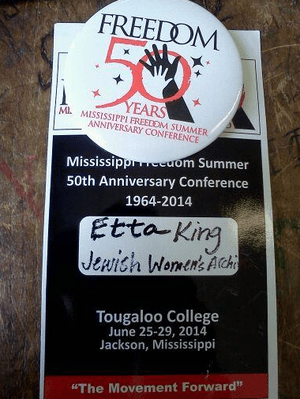 FREEDOM
50
YEARS
MISSISSIPPI FREEDOM SUMMER
ANNIVERSARY CONFERENCE
Mississippi Freedom Summer
50th Anniversary Conference
1964-2014
Etta King
Jewish Women's Archi
Tougaloo College
June 25-29, 2014
Jackson, Mississippi
"The Movement Forward"